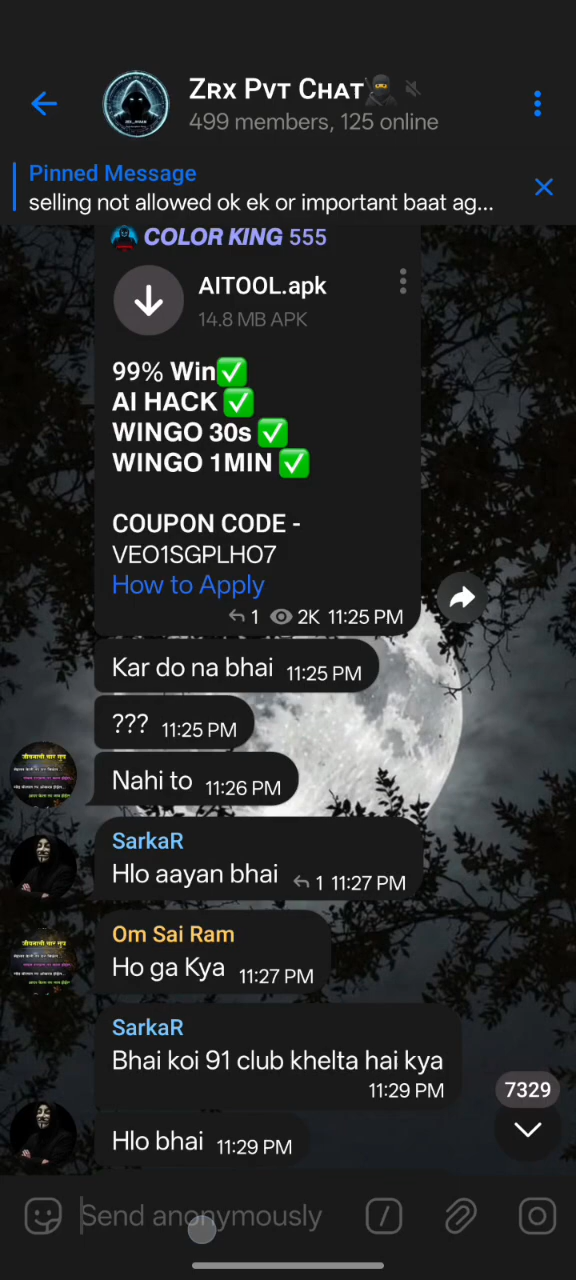 Zrx Pvt Chat
499 members, 125 online
Pinned Message
selling not allowed ok ek or important baat ag...
COLOR KING 555
AITOOL.apk
14.8 MB APK
99% Win✅
AI HACK ✅
WINGO 30s ✅
WINGO 1MIN ✅
COUPON CODE -
VEO1SGPLHO7
How to Apply
1 2K 11:25 PM
Kar do na bhai 11:25 PM
??? 11:25 PM
Nahi to 11:26 PM
SarkaR
Hlo aayan bhai 1 11:27 PM
Om Sai Ram
Ho ga Kya 11:27 PM
SarkaR
Bhai koi 91 club khelta hai kya
11:29 PM
7329
Hlo bhai 11:29 PM
Send anonymously